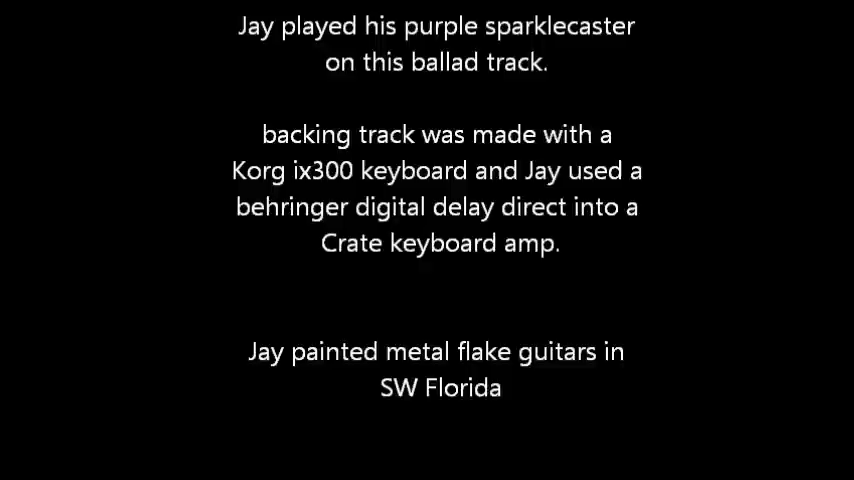 Jay played his purple sparklecaster
on this ballad track.
backing track was made with a
Korg ix300 keyboard and Jay used a
behringer digital delay direct into a
Crate keyboard amp.
Jay painted metal flake guitars in
SW Florida